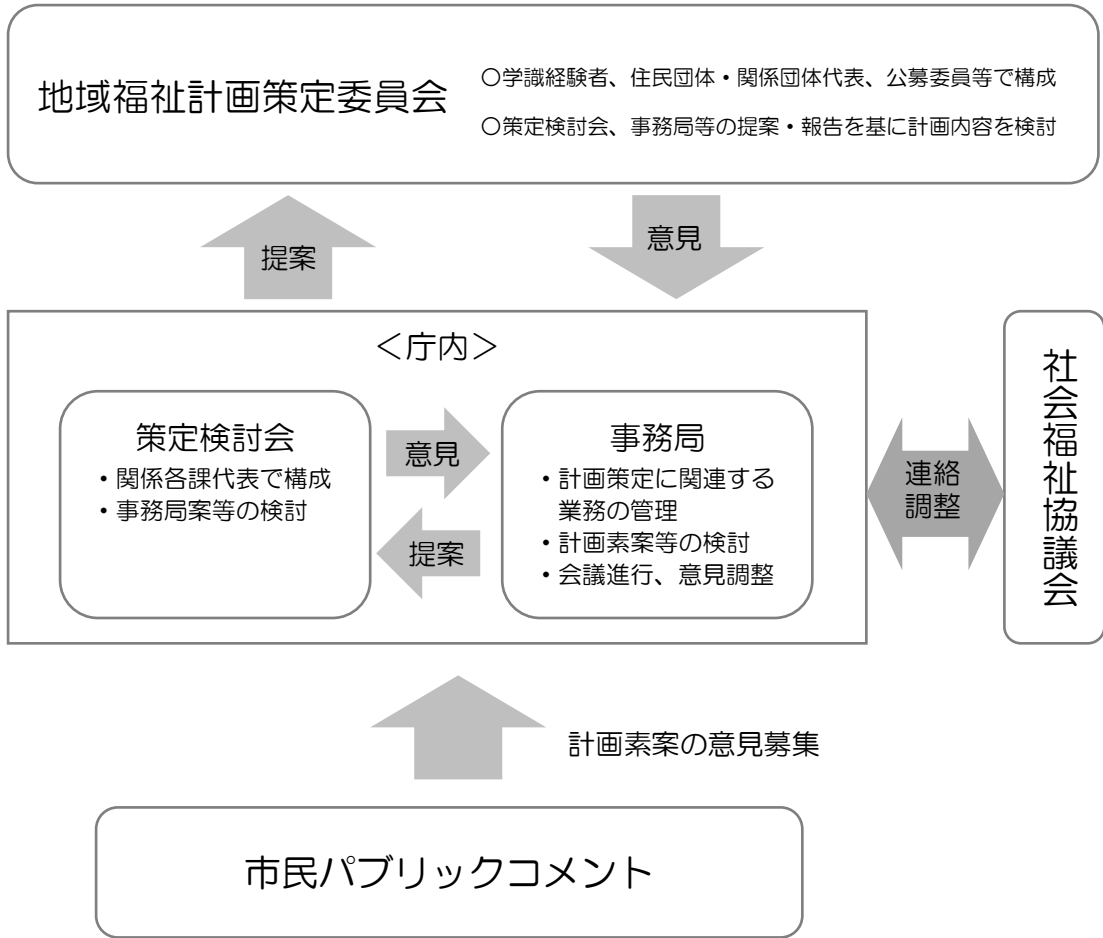 地域福祉計画策定委員会
〇学識経験者、住民団体・関係団体代表、公募委員等で構成
〇策定検討会、事務局等の提案・報告を基に計画内容を検討
提案
意見
＜庁内＞
策定検討会
・関係各課代表で構成
・事務局案等の検討
意見
提案
事務局
・計画策定に関連する
業務の管理
・計画素案等の検討
・会議進行、意見調整
連絡
調整
社会福祉協議会
計画素案の意見募集
市民パブリックコメント